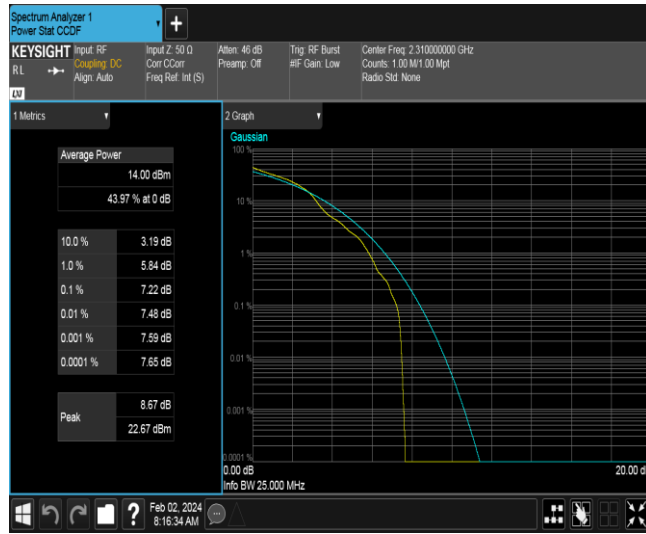 Spectrum Analyzer 1
Power Stat CCDF
KEYSIGHT
RL
LXI
Input: RF
Coupling: DC
Align: Auto
Input Z: 50 Ω
Corr CCorr
Freq Ref: Int (S)
Atten: 46 dB
Preamp: Off
Trig: RF Burst
#IF Gain: Low
Center Freq: 2.310000000 GHz
Counts: 1.00 M/1.00 Mpt
Radio Std: None
1 Metrics
Average Power
14.00 dBm
43.97 % at 0 dB
10.0 % 3.19 dB
1.0 % 5.84 dB
0.1 % 7.22 dB
0.01 % 7.48 dB
0.001 % 7.59 dB
0.0001 % 7.65 dB
Peak
8.67 dB
22.67 dBm
2 Graph
Gaussian
100 %
10 %
1 %
0.1 %
0.01 %
0.001 %
0.0001 %
0.00 dB
20.00 d
Info BW 25.000 MHz
?
Feb 02, 2024
8:16:34 AM